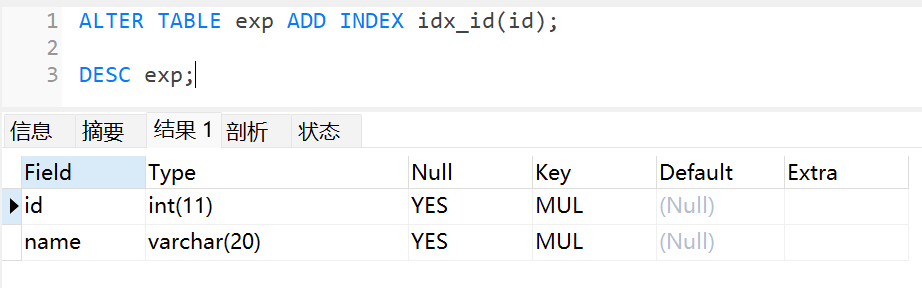 1 ALTER TABLE exp ADD INDEX idx_id(id);
2
3 DESC exp;
信息 摘要 结果 1 剖析 状态
Field Type Null Key Default Extra
id int(11) YES MUL (Null)
name varchar(20) YES MUL (Null)